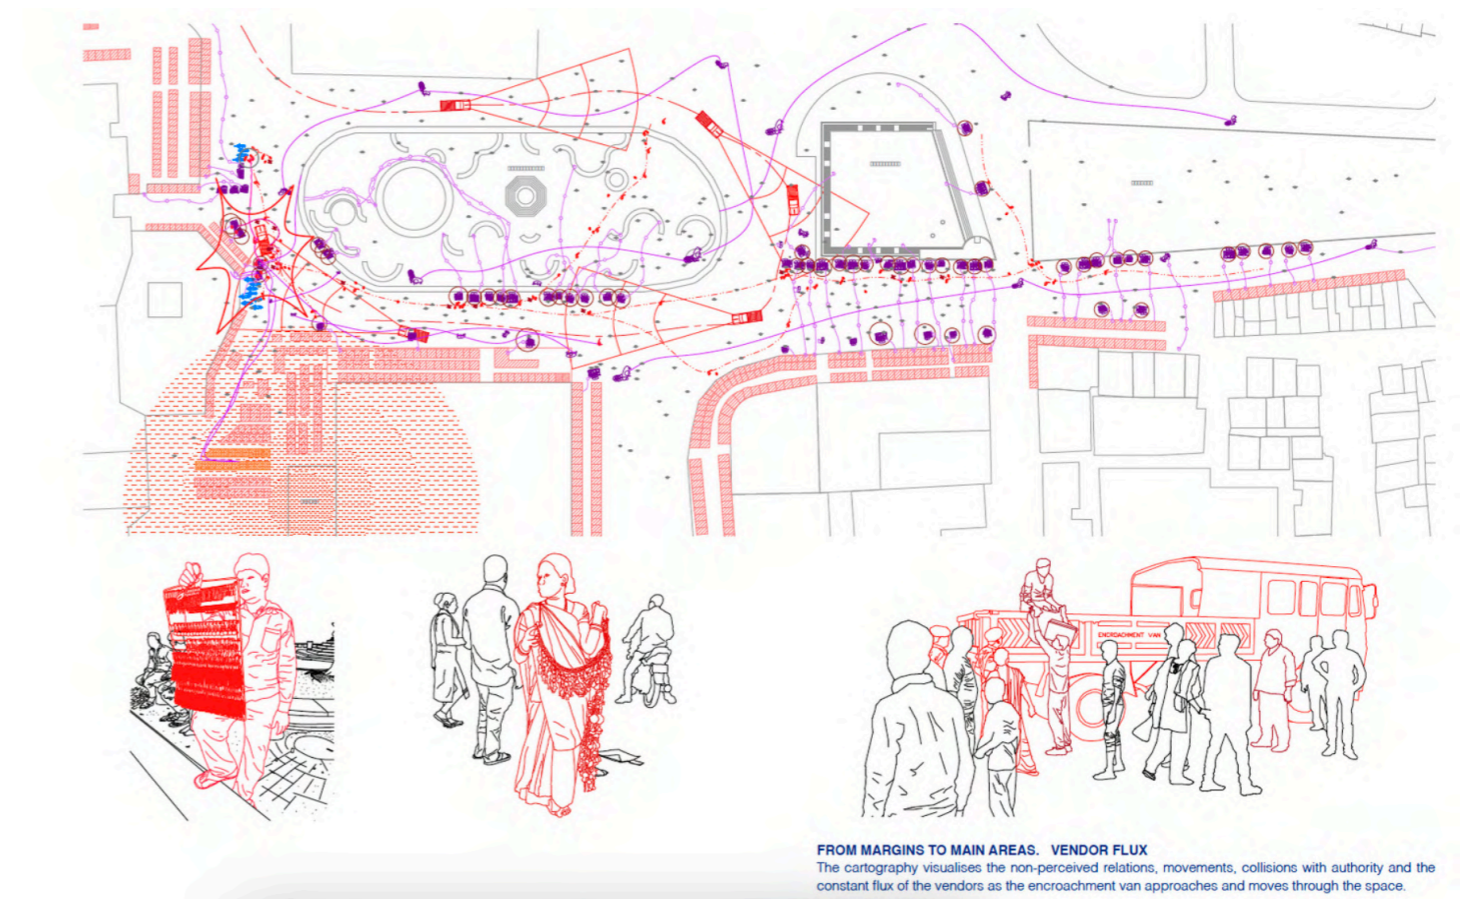 ENCROACHMENT VAN
FROM MARGINS TO MAIN AREAS. VENDOR FLUX
The cartography visualises the non-perceived relations, movements, collisions with authority and the
constant flux of the vendors as the encroachment van approaches and moves through the space.